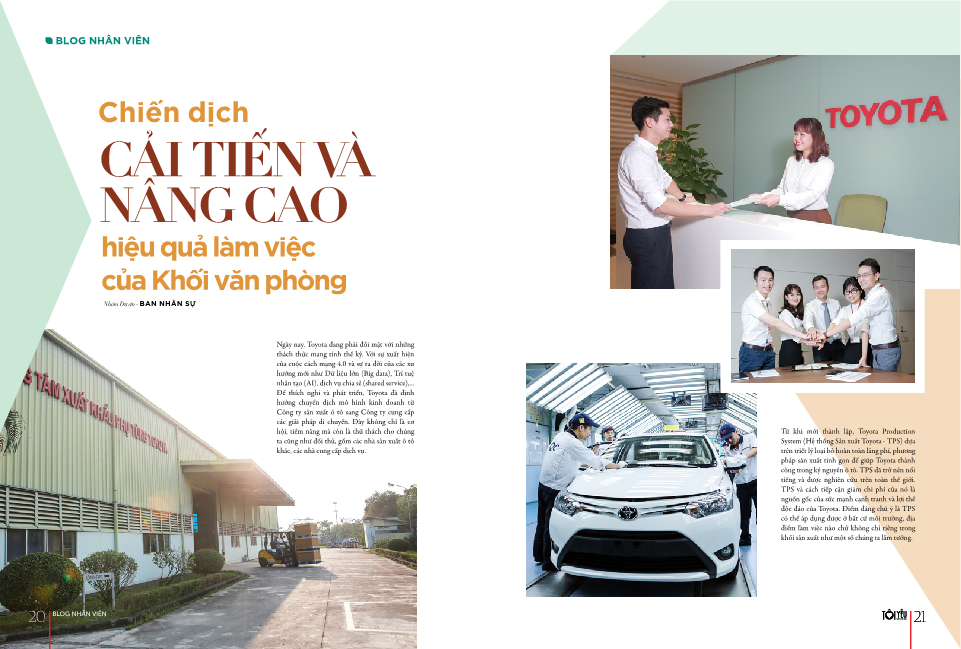 BLOG NHÂN VIÊN
Chiến dịch
CẢI TIẾN VÀ
NÂNG CAO
hiệu quả làm việc
của Khối văn phòng
Nhóm Dự án - BAN NHÂN SỰ
Ngày nay, Toyota đang phải đối mặt với những
thách thức mang tính thế kỷ. Với sự xuất hiện
của cuộc cách mạng 4.0 và sự ra đời của các xu
hướng mới như Dữ liệu lớn (Big data), Trí tuệ
nhân tạo (AI), dịch vụ chia sẻ (shared service),...
Để thích nghi và phát triển, Toyota đã định
hướng chuyển dịch mô hình kinh doanh từ
Công ty sản xuất ô tô sang Công ty cung cấp
các giải pháp di chuyển. Đây không chỉ là cơ
hội, tiềm năng mà còn là thử thách cho chúng
ta cũng như đối thủ, gồm các nhà sản xuất ô tô
khác, các nhà cung cấp dịch vụ.
TÂN XUẤT KHẨU PHỤ TÙNG TOYOTA
20 BLOG NHÂN VIÊN
TOYOTA
Từ khi mới thành lập, Toyota Production
System (Hệ thống Sản xuất Toyota - TPS) dựa
trên triết lý loại bỏ hoàn toàn lãng phí, phương
pháp sản xuất tinh gọn để giúp Toyota thành
công trong kỷ nguyên ô tô. TPS đã trở nên nổi
tiếng và được nghiên cứu trên toàn thế giới.
TPS và cách tiếp cận giảm chi phí của nó là
nguồn gốc của sức mạnh cạnh tranh và lợi thế
độc đáo của Toyota. Điểm đáng chú ý là TPS
có thể áp dụng được ở bất cứ môi trường, địa
điểm làm việc nào chứ không chỉ riêng trong
khối sản xuất như một số chúng ta lầm tưởng.
21